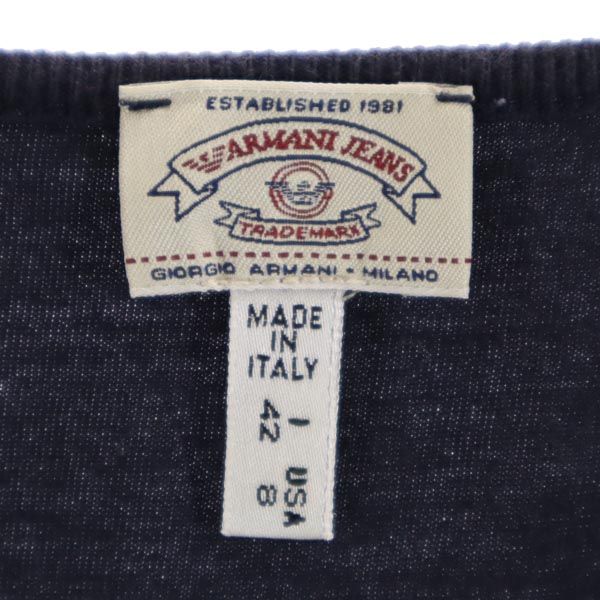 ESTABLISHED 1981
ARMANI JEANS
TRADEMARK
GIORGIO ARMANI - MILANO
MADE
IN
ITALY
I USA
42 8